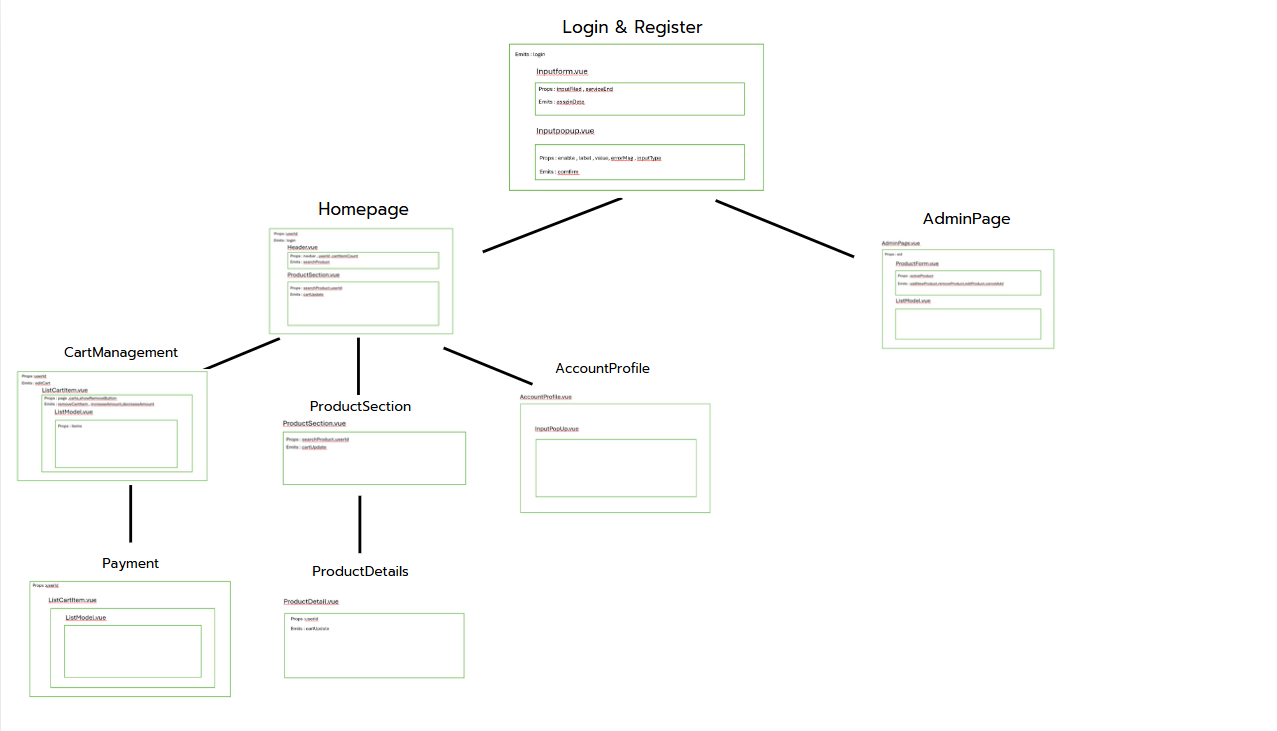 Login & Register
Emits : login
Inputform.vue
Props : inputFiled , serviceEnd
Emits :
Inputpopup.vue
Props : enable , label , value, errorMsg , inputType
Emits : comfirm
Homepage
Props :userId
Emits : login
Header.vue
Props : navbar , userId ,cartItemCount
Emits : searchProduct
ProductSection.vue
Props : searchProduct,userId
Emits : cartUpdate
AdminPage
AdminPage.vue
Props :
ProductForm.vue
Props :
Emits : addNewProduct,removeProduct,editProduct,
ListModel.vue
CartManagement
Props :userId
Emits : editCart
ListCartItem.vue
Props : page ,carts,showRemoveButton
Emits : removeCartItem , increaseAmount,decreaseAmount
ListModel.vue
Props : items
ProductSection
ProductSection.vue
Props : searchProduct,userId
Emits : cartUpdate
AccountProfile
AccountProfile.vue
InputPopUp.vue
Payment
Props :userId
ListCartItem.vue
ListModel.vue
ProductDetails
ProductDetail.vue
Props :userId
Emits : cartUpdate